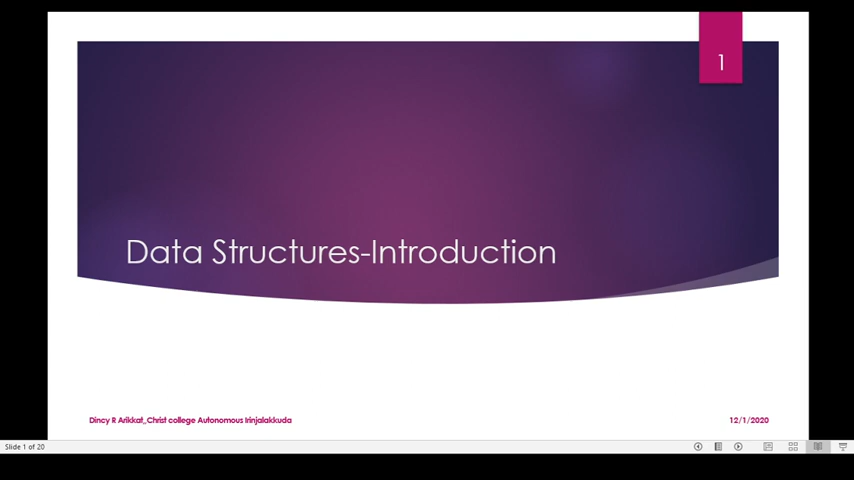 1
Data Structures-Introduction
Dincy R Arikkat_Christ college Autonomous Irinjalakkuda
12/1/2020
Slide 1 of 20